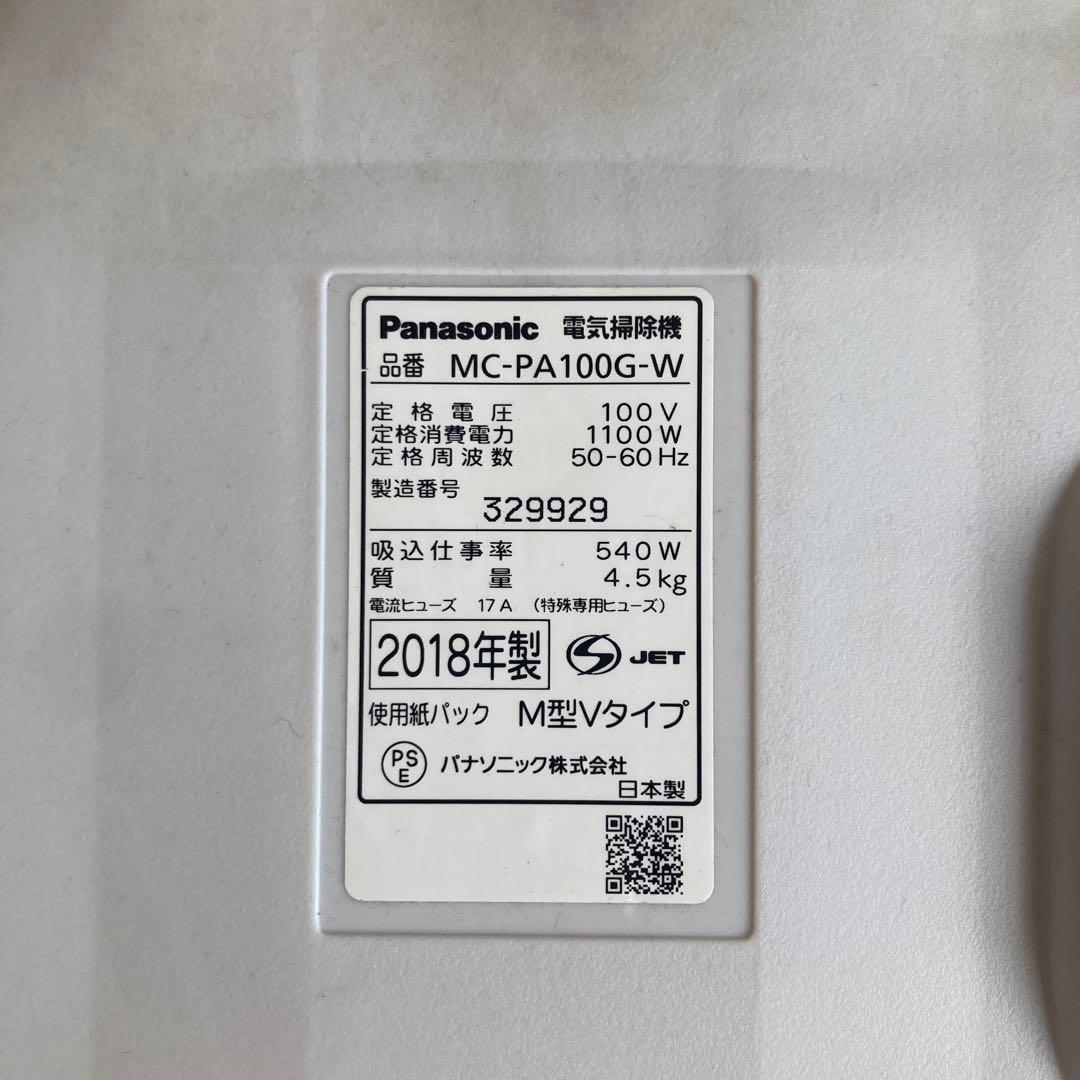 Panasonic 電気掃除機
品番 MC-PA100G-W
定格電圧 100V
定格消費電力 1100W
定格周波数 50-60Hz
製造番号 329929
吸込仕事率 540W
質量 4.5kg
電流ヒューズ 17A (特殊専用ヒューズ)
2018年製 S JET
使用紙パック M型Vタイプ
PSE パナソニック株式会社
日本製